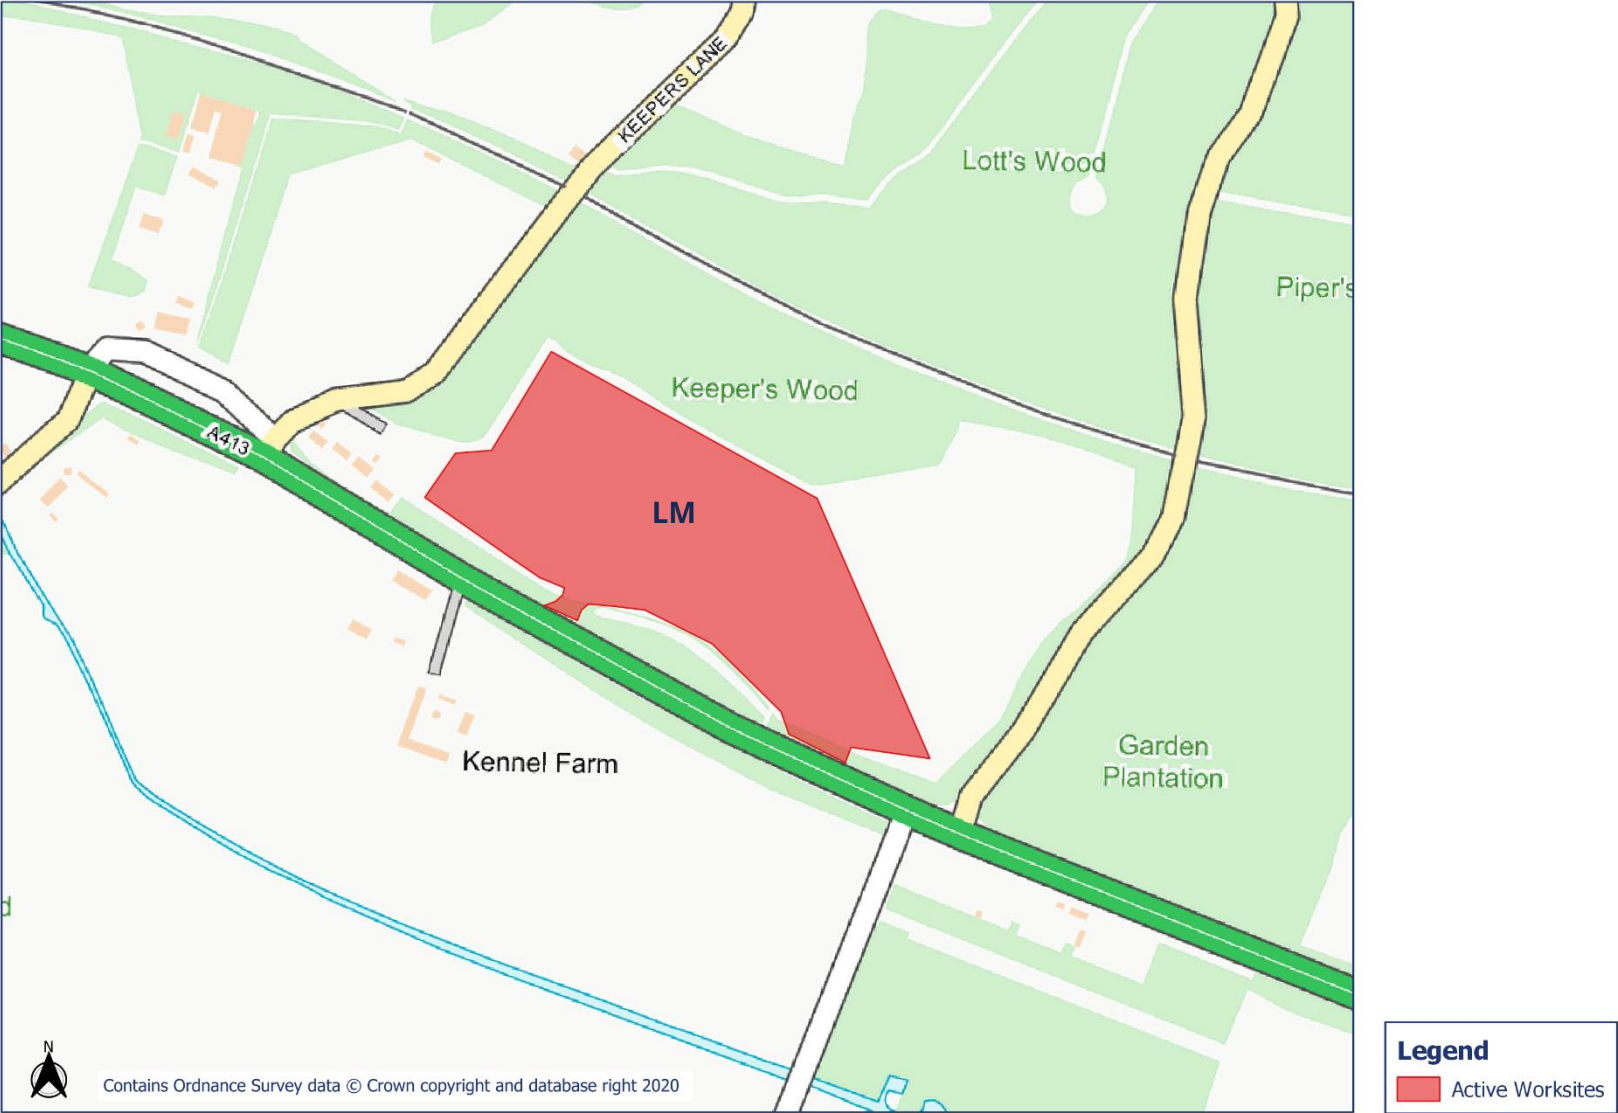 KEEPERS LANE
Lott's Wood
Piper's
Keeper's Wood
A413
LM
Garden
Plantation
Kennel Farm
d
N
Contains Ordnance Survey data © Crown copyright and database right 2020
Legend
Active Worksites